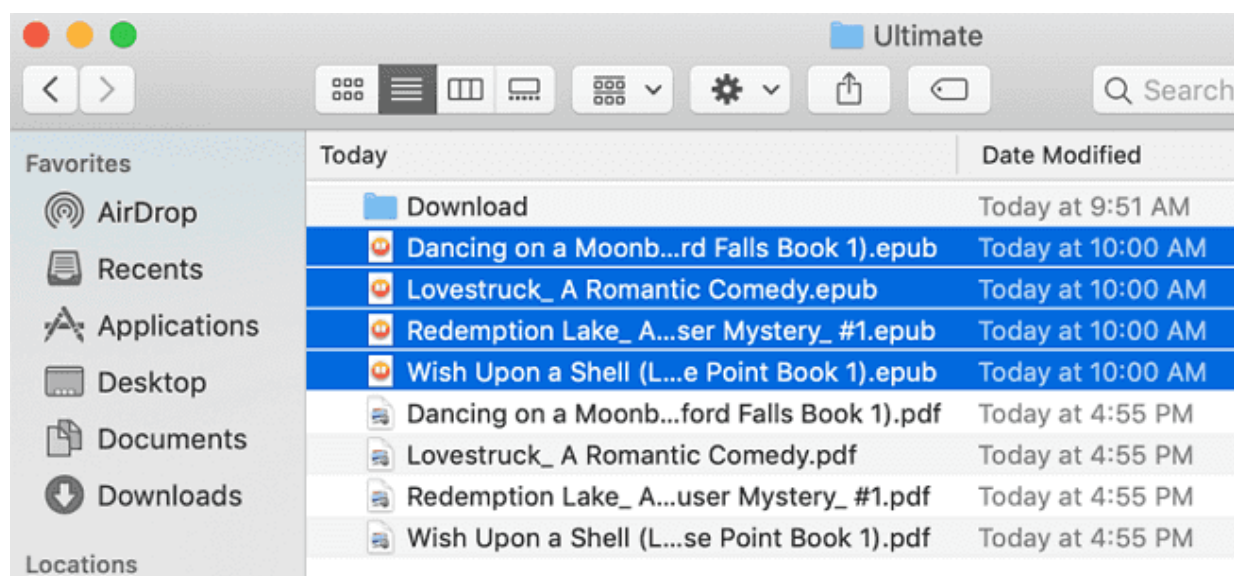 Ultimate
Search
Favorites
AirDrop
Recents
Applications
Desktop
Documents
Downloads
Locations
Today Date Modified
Download Today at 9:51 AM
Dancing on a Moonb...rd Falls Book 1).epub Today at 10:00 AM
Lovestruck_ A Romantic Comedy.epub Today at 10:00 AM
Redemption Lake_ A...ser Mystery_ #1.epub Today at 10:00 AM
Wish Upon a Shell (L...e Point Book 1).epub Today at 10:00 AM
Dancing on a Moonb...ford Falls Book 1).pdf Today at 4:55 PM
Lovestruck_ A Romantic Comedy.pdf Today at 4:55 PM
Redemption Lake_ A...user Mystery_ #1.pdf Today at 4:55 PM
Wish Upon a Shell (L...se Point Book 1).pdf Today at 4:55 PM